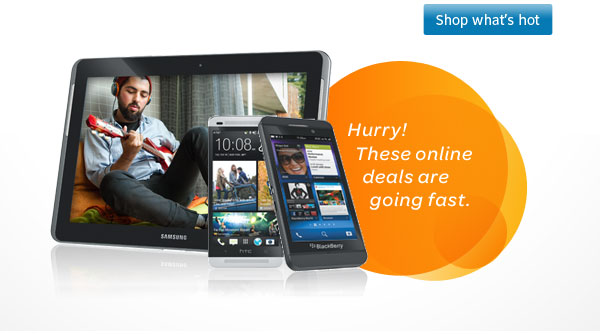 Shop what's hot
Hurry!
These online
deals are
going fast.
SAMSUNG
10:08
hTC
BlackBerry